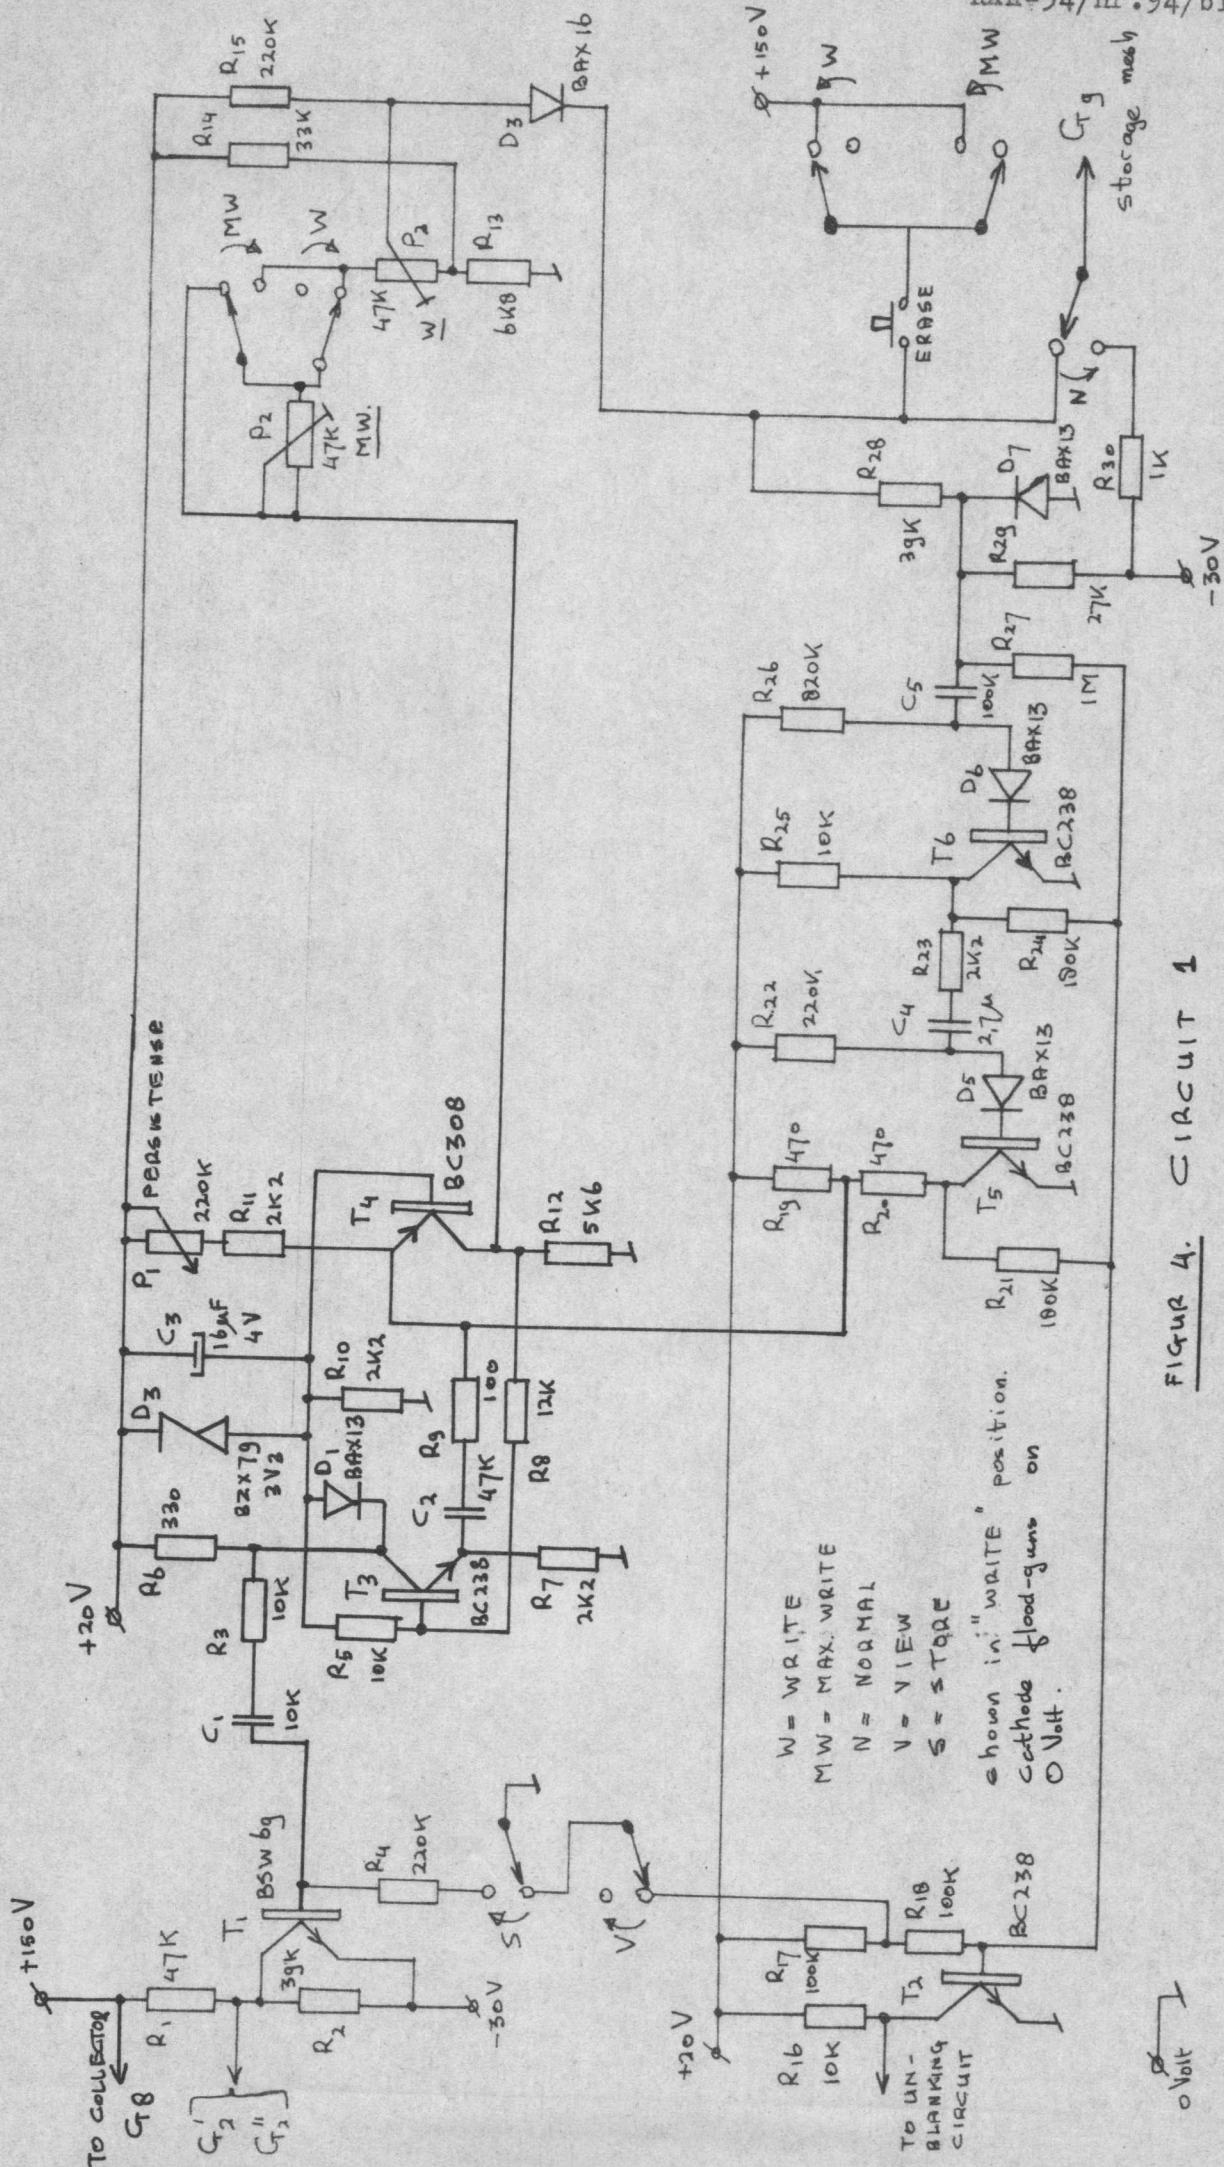 +150V
TO COLLECTOR
G8
R1
47K
G2'
G2"
T1
BSW69
39K
R2
-30V
C1
10K
R3
10K
R4
220K
S
V
+20V
R6
330
D3
BZX79
3V3
C3
16µF
4V
P1
PERSISTENSE
220K
R11
2K2
R10
2K2
D1
BAX13
R5
10K
T3
BC238
C2
47K
R9
100
R8
12K
R7
2K2
T4
BC308
R12
5K6
R15
220K
R14
33K
MW
W
P2
47K
MW.
47K
W
R13
6K8
D3
BAX16
+20V
R16
10K
R17
100K
R18
100K
T2
BC238
TO UN-
BLANKING
CIRCUIT
R19
470
R20
470
R21
T5
BC238
D5
BAX13
R22
220K
C4
2,7µ
R23
2K2
R24
R25
10K
T6
BC238
D6
BAX13
R26
820K
C5
100K
R27
1M
R28
39K
R29
27K
D7
BAX13
R30
1K
-30V
N
ERASE
+150V
W
MW
G9
storage mesh
W = WRITE
MW = MAX. WRITE
N = NORMAL
V = VIEW
S = STORE
shown in "WRITE" position.
cathode flood-guns on
0 Volt.
0 Volt
FIGUR 4. CIRCUIT 1